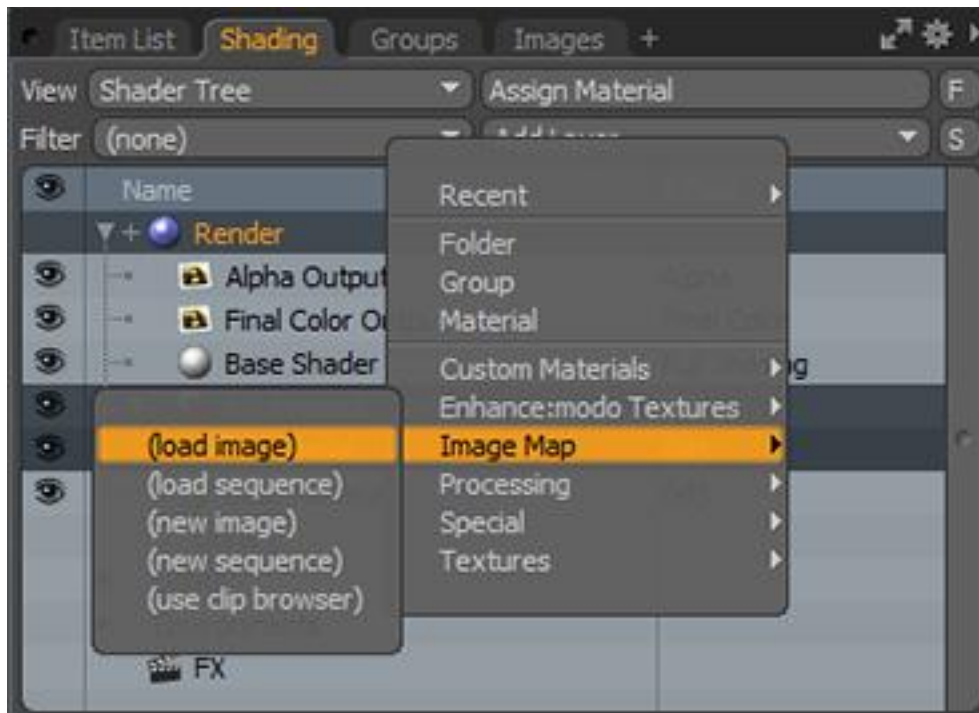 Item List Shading Groups Images +
View Shader Tree Assign Material F
Filter (none) Add Layer S
Name
Render
Alpha Output
Final Color
Base Shader
Recent
Folder
Group
Material
Custom Materials
Enhance:modo Textures
Image Map
Processing
Special
Textures
(load image)
(load sequence)
(new image)
(new sequence)
(use clip browser)
FX